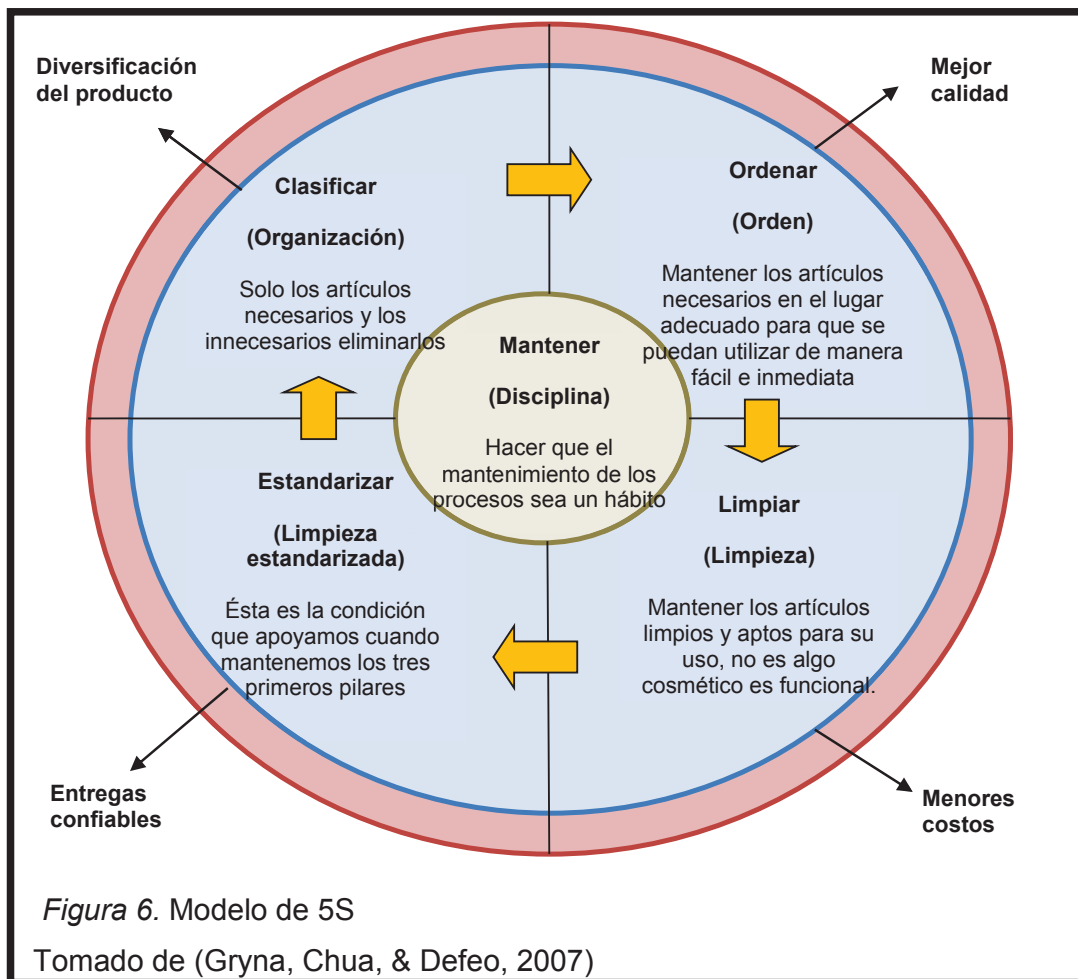 Diversificación
del producto
Mejor
calidad
Clasificar
(Organización)
Solo los artículos
necesarios y los
innecesarios eliminarlos
Ordenar
(Orden)
Mantener los artículos
necesarios en el lugar
adecuado para que se
puedan utilizar de manera
fácil e inmediata
Mantener
(Disciplina)
Hacer que el
mantenimiento de los
procesos sea un hábito
Estandarizar
(Limpieza
estandarizada)
Ésta es la condición
que apoyamos cuando
mantenemos los tres
primeros pilares
Limpiar
(Limpieza)
Mantener los artículos
limpios y aptos para su
uso, no es algo
cosmético es funcional.
Entregas
confiables
Menores
costos
Figura 6. Modelo de 5S
Tomado de (Gryna, Chua, & Defeo, 2007)